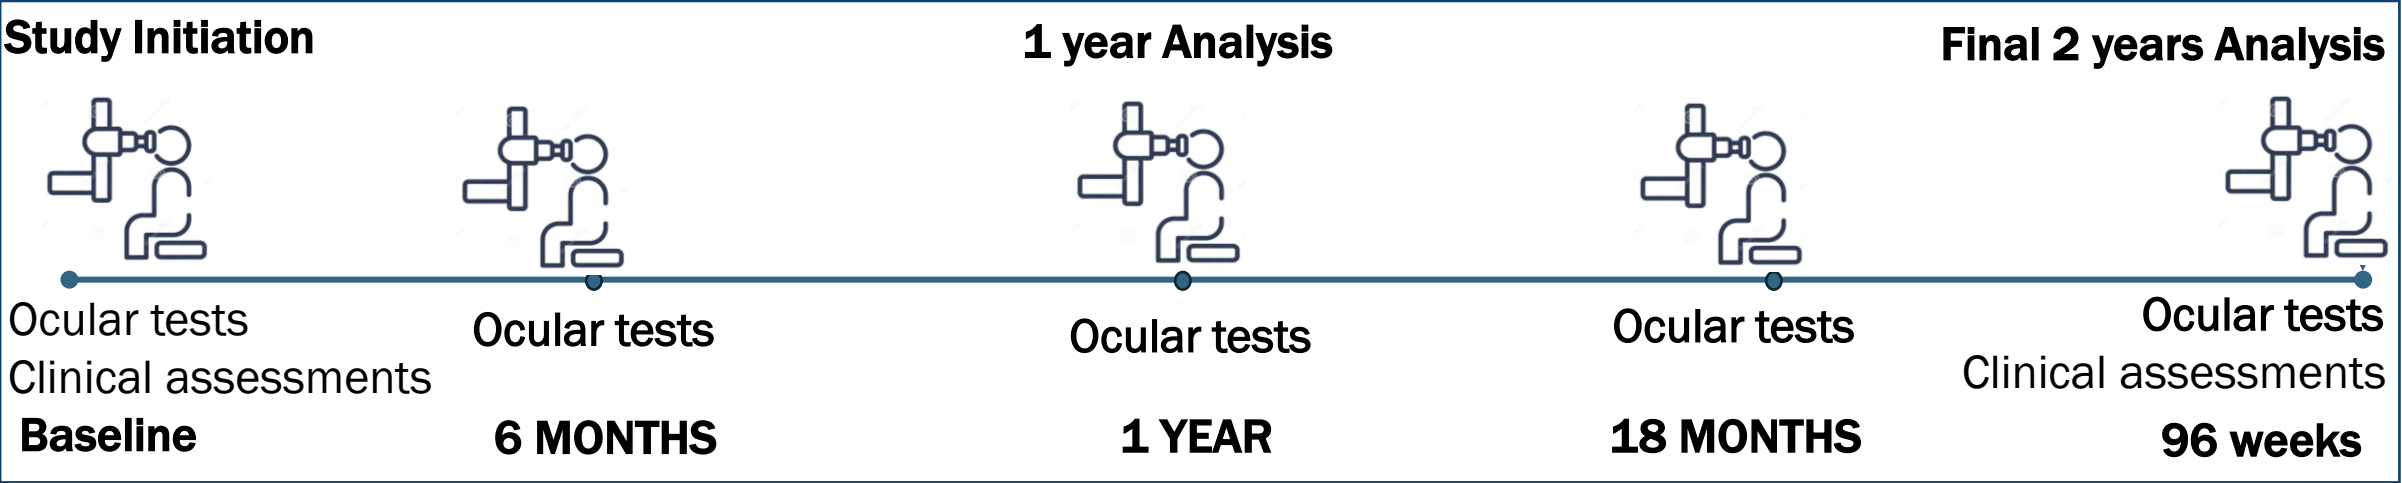 Study Initiation
1 year Analysis
Final 2 years Analysis
Ocular tests
Clinical assessments
Baseline
Ocular tests
6 MONTHS
Ocular tests
1 YEAR
Ocular tests
18 MONTHS
Ocular tests
Clinical assessments
96 weeks